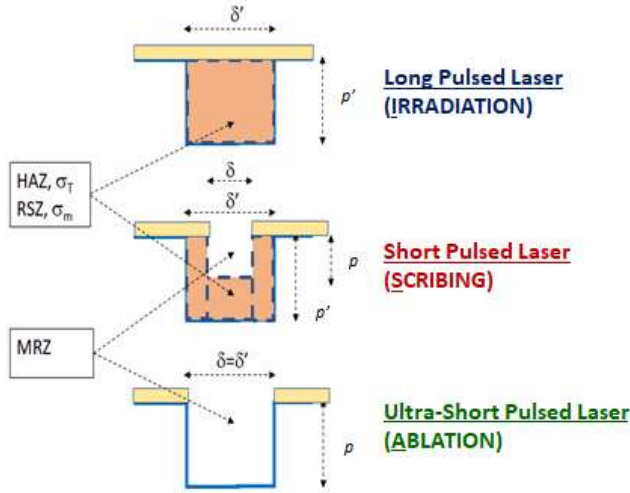 δ'
p'
Long Pulsed Laser
(IRRADIATION)
HAZ, σT
RSZ, σm
δ
δ'
p
p'
Short Pulsed Laser
(SCRIBING)
MRZ
δ=δ'
p
Ultra-Short Pulsed Laser
(ABLATION)